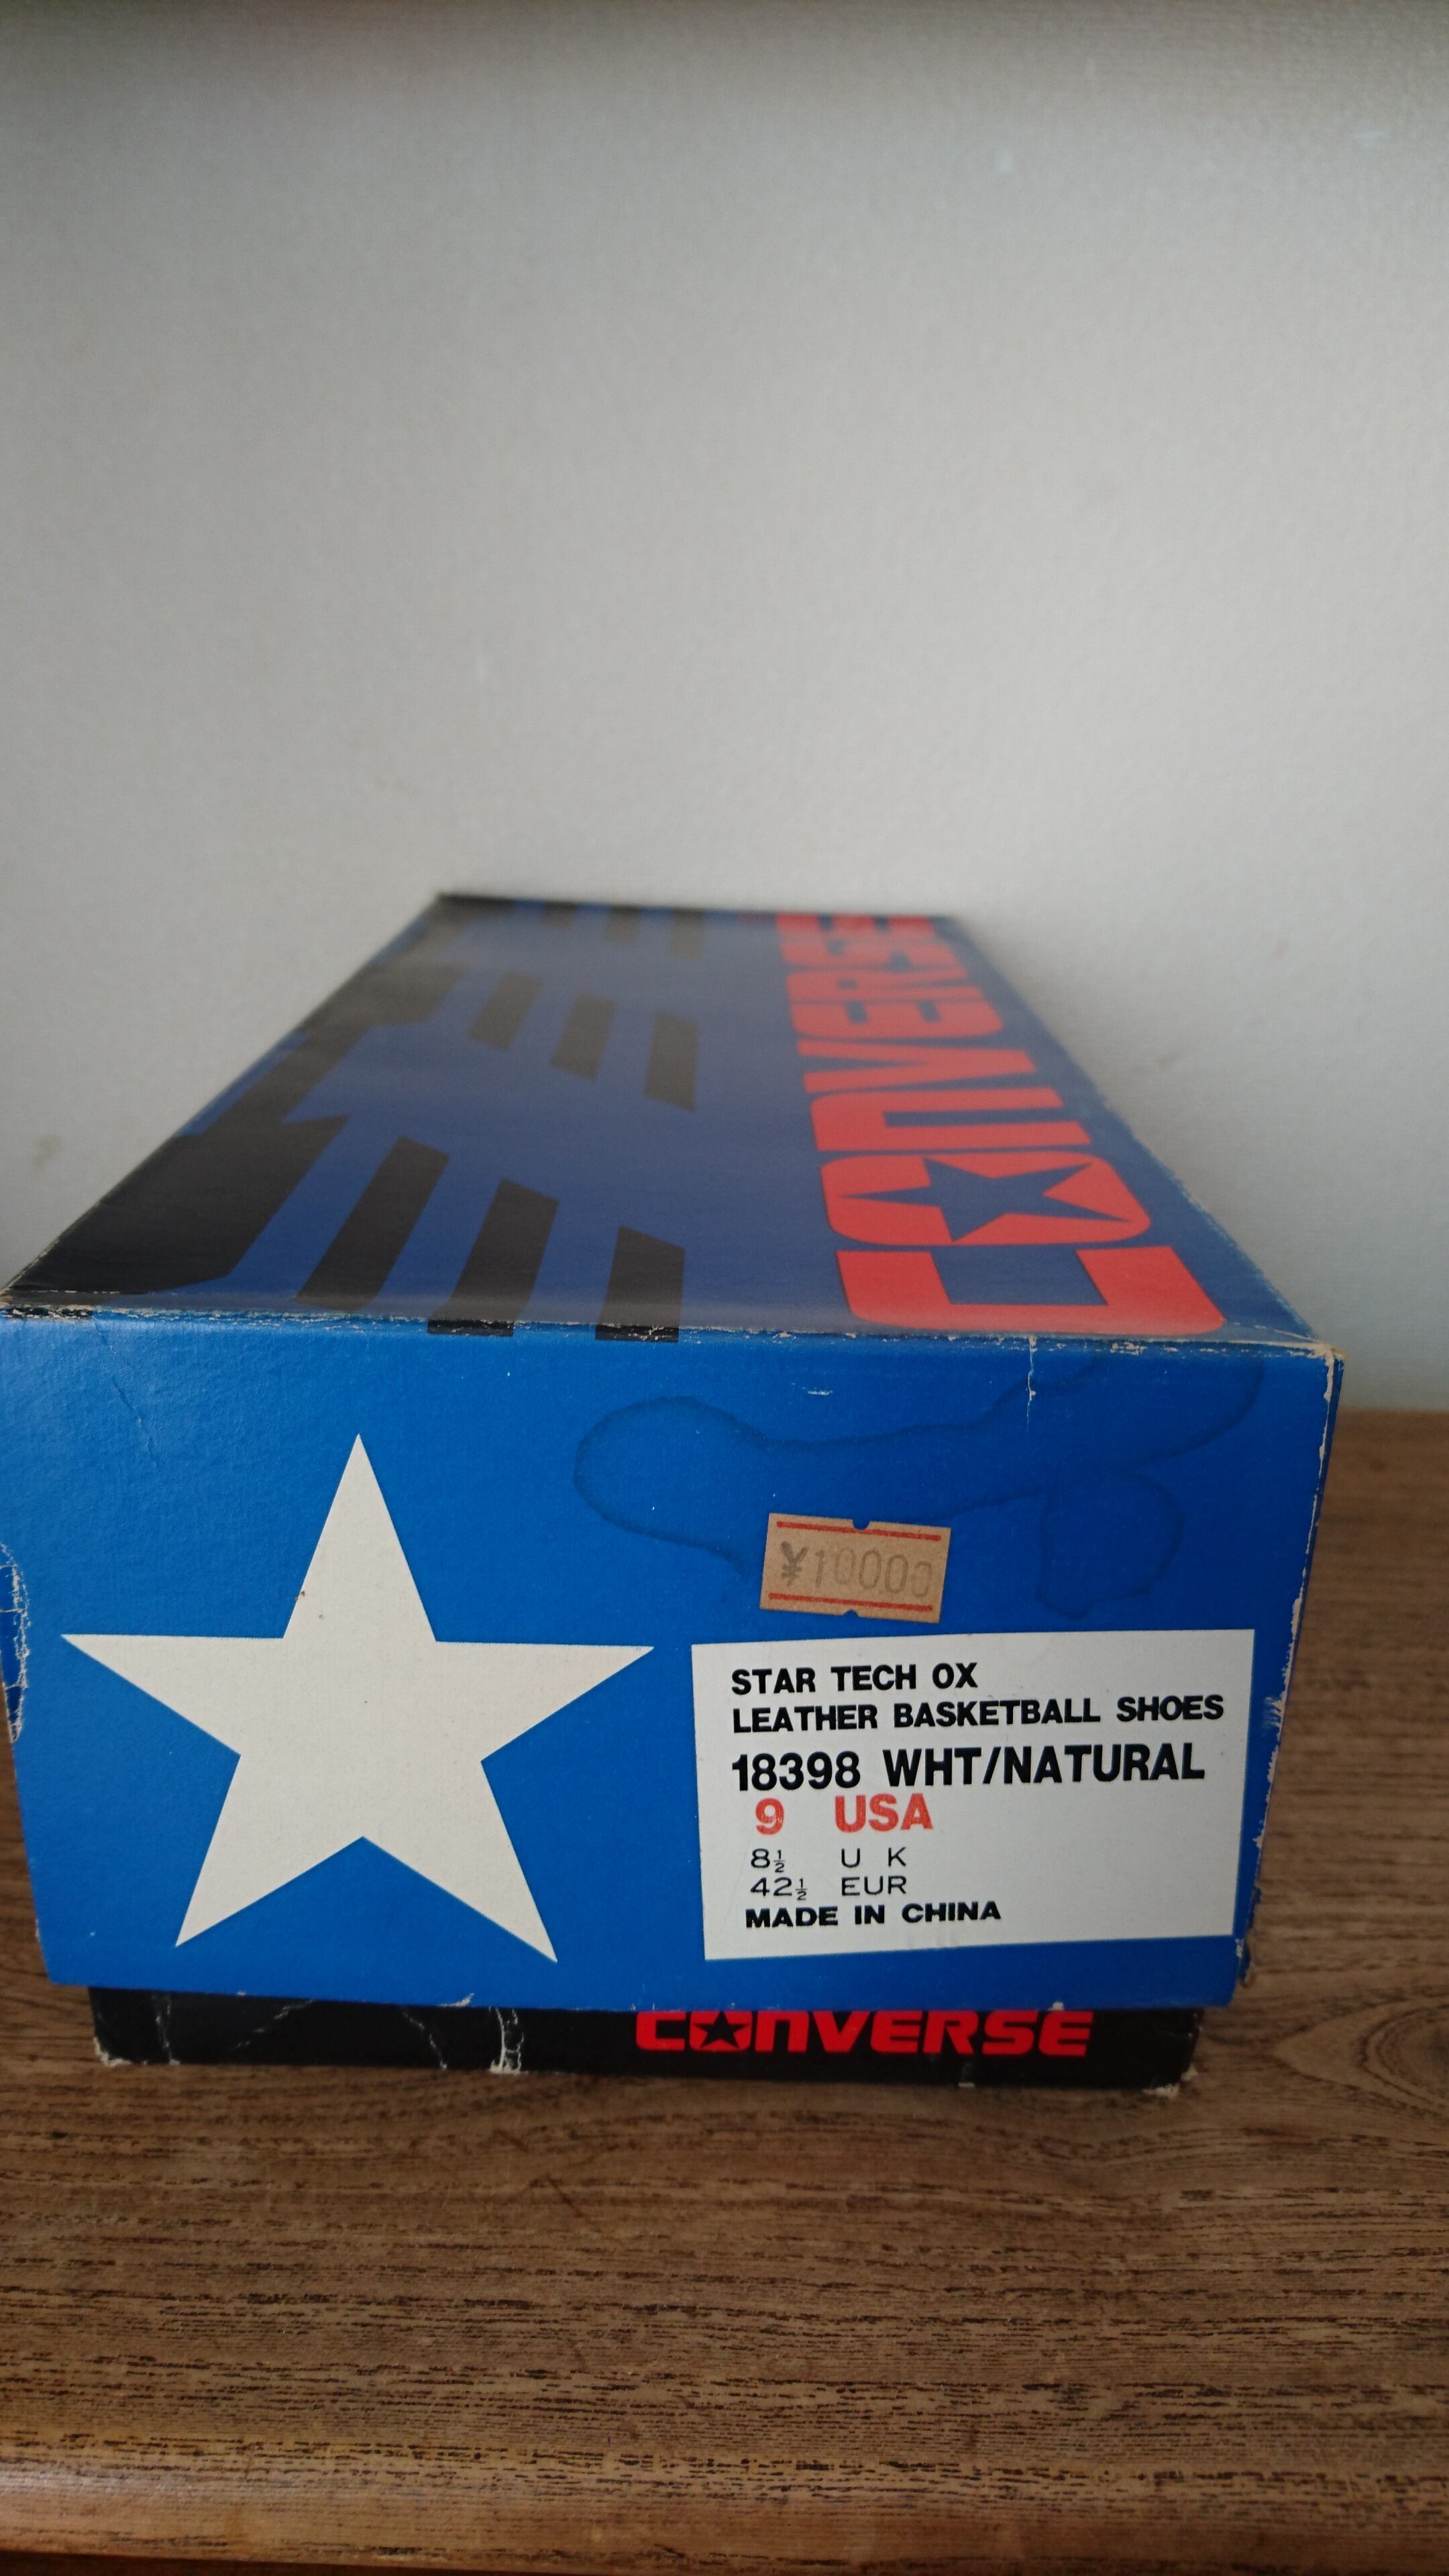 CONVERSE
¥10000
STAR TECH OX
LEATHER BASKETBALL SHOES
18398 WHT/NATURAL
9 USA
8½ U K
42½ EUR
MADE IN CHINA
CONVERSE